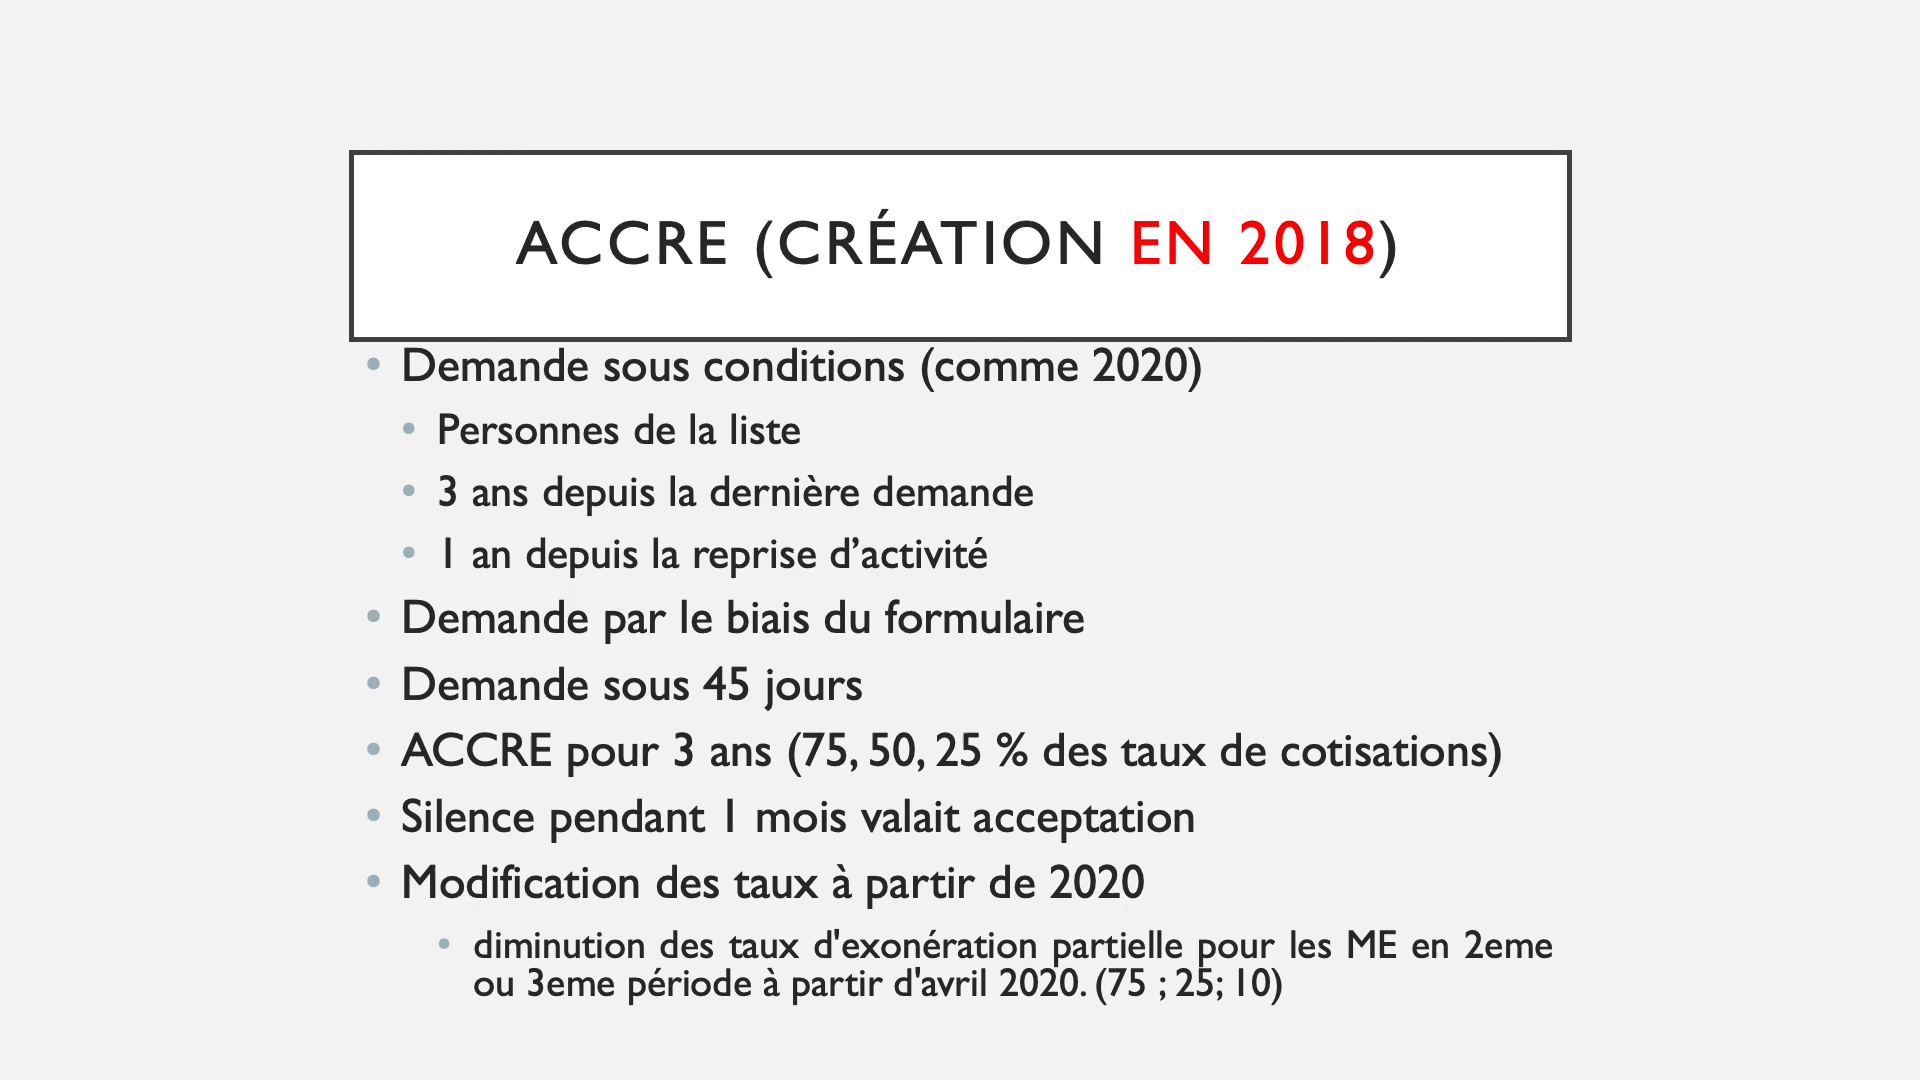 ACCRE (CRÉATION EN 2018)
• Demande sous conditions (comme 2020)
• Personnes de la liste
• 3 ans depuis la dernière demande
• 1 an depuis la reprise d’activité
• Demande par le biais du formulaire
• Demande sous 45 jours
• ACCRE pour 3 ans (75, 50, 25 % des taux de cotisations)
• Silence pendant 1 mois valait acceptation
• Modification des taux à partir de 2020
• diminution des taux d'exonération partielle pour les ME en 2eme
ou 3eme période à partir d'avril 2020. (75 ; 25; 10)